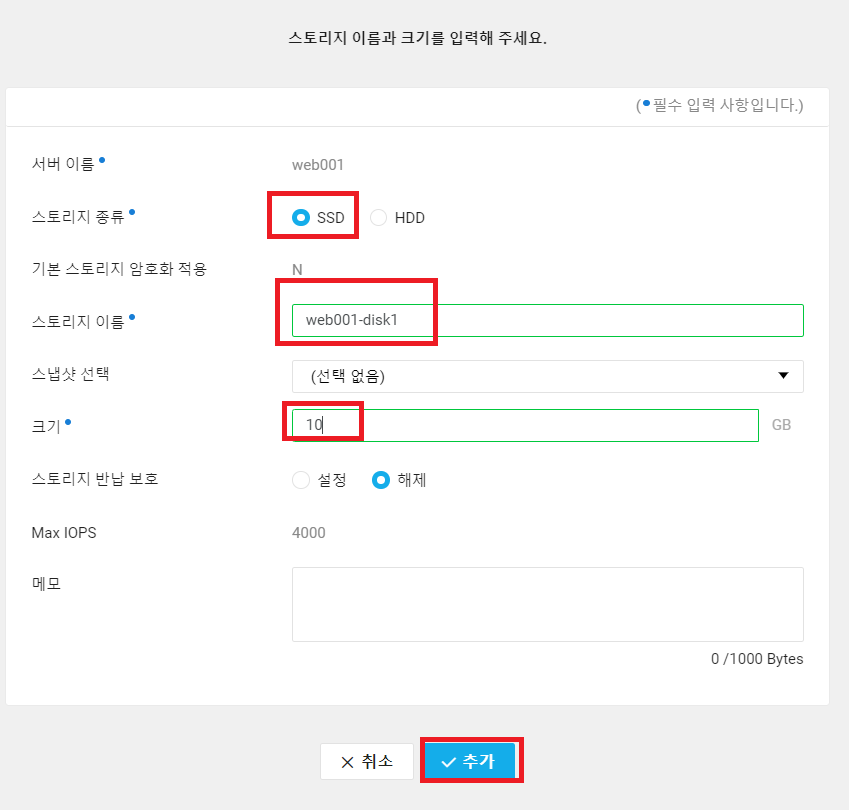 스토리지 이름과 크기를 입력해 주세요.
(• 필수 입력 사항입니다.)
서버 이름• web001
스토리지 종류• SSD HDD
기본 스토리지 암호화 적용 N
스토리지 이름• web001-disk1
스냅샷 선택 (선택 없음)
크기• 10 GB
스토리지 반납 보호 설정 해제
Max IOPS 4000
메모
0 /1000 Bytes
취소 추가